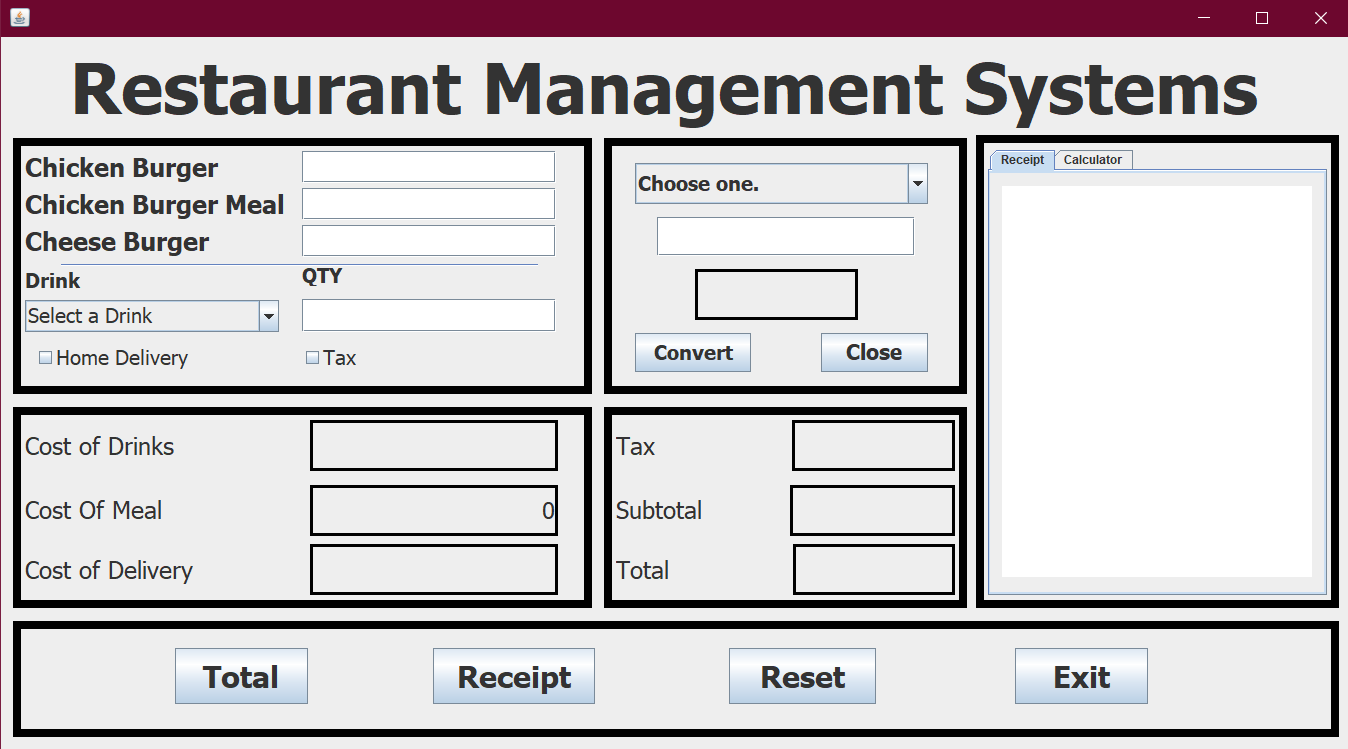 Restaurant Management Systems
Chicken Burger
Chicken Burger Meal
Cheese Burger
Drink
QTY
Select a Drink
Home Delivery
Tax
Choose one.
Convert
Close
Receipt
Calculator
Cost of Drinks
Cost Of Meal
0
Cost of Delivery
Tax
Subtotal
Total
Total
Receipt
Reset
Exit